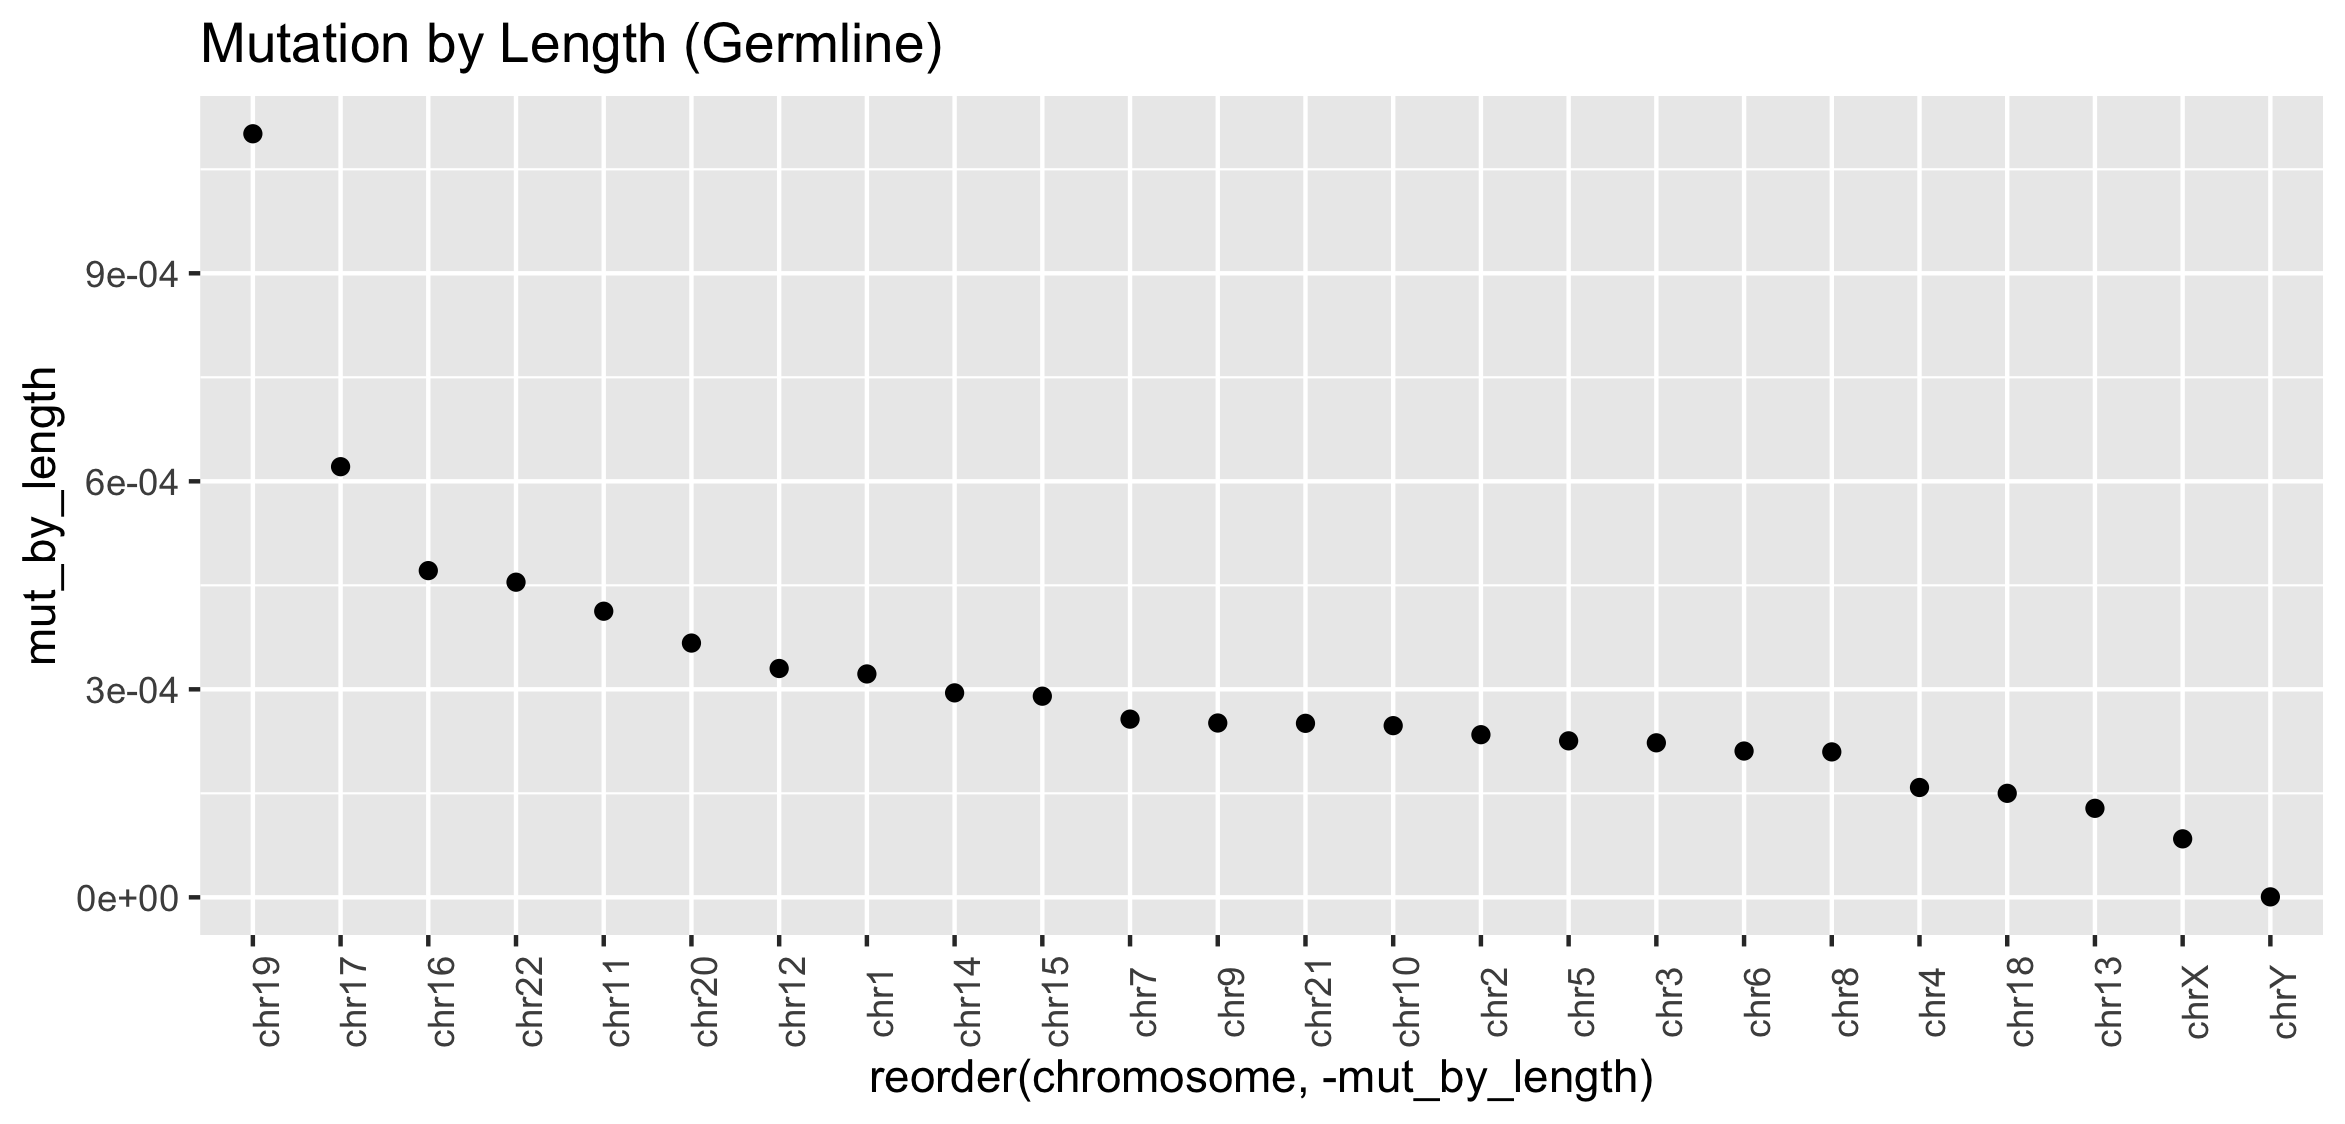 Mutation by Length (Germline)
mut_by_length
9e-04
6e-04
3e-04
0e+00
chr19
chr17
chr16
chr22
chr11
chr20
chr12
chr1
chr14
chr15
chr7
chr9
chr21
chr10
chr2
chr5
chr3
chr6
chr8
chr4
chr18
chr13
chrX
chrY
reorder(chromosome, -mut_by_length)